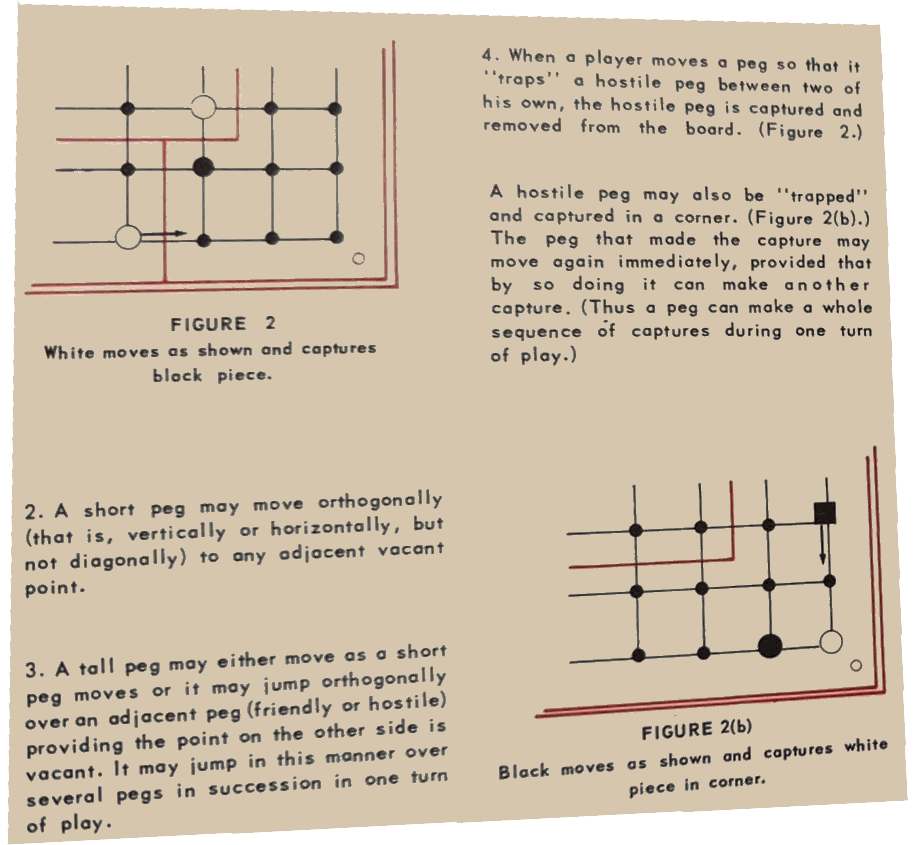 FIGURE 2
White moves as shown and captures
black piece.
2. A short peg may move orthogonally
(that is, vertically or horizontally, but
not diagonally) to any adjacent vacant
point.
3. A tall peg may either move as a short
peg moves or it may jump orthogonally
over an adjacent peg (friendly or hostile)
providing the point on the other side is
vacant. It may jump in this manner over
several pegs in succession in one turn
of play.
4. When a player moves a peg so that it
"traps" a hostile peg between two of
his own, the hostile peg is captured and
removed from the board. (Figure 2.)
A hostile peg may also be "trapped"
and captured in a corner. (Figure 2(b).)
The peg that made the capture may
move again immediately, provided that
by so doing it can make another
capture. (Thus a peg can make a whole
sequence of captures during one turn
of play.)
FIGURE 2(b)
Black moves as shown and captures white
piece in corner.